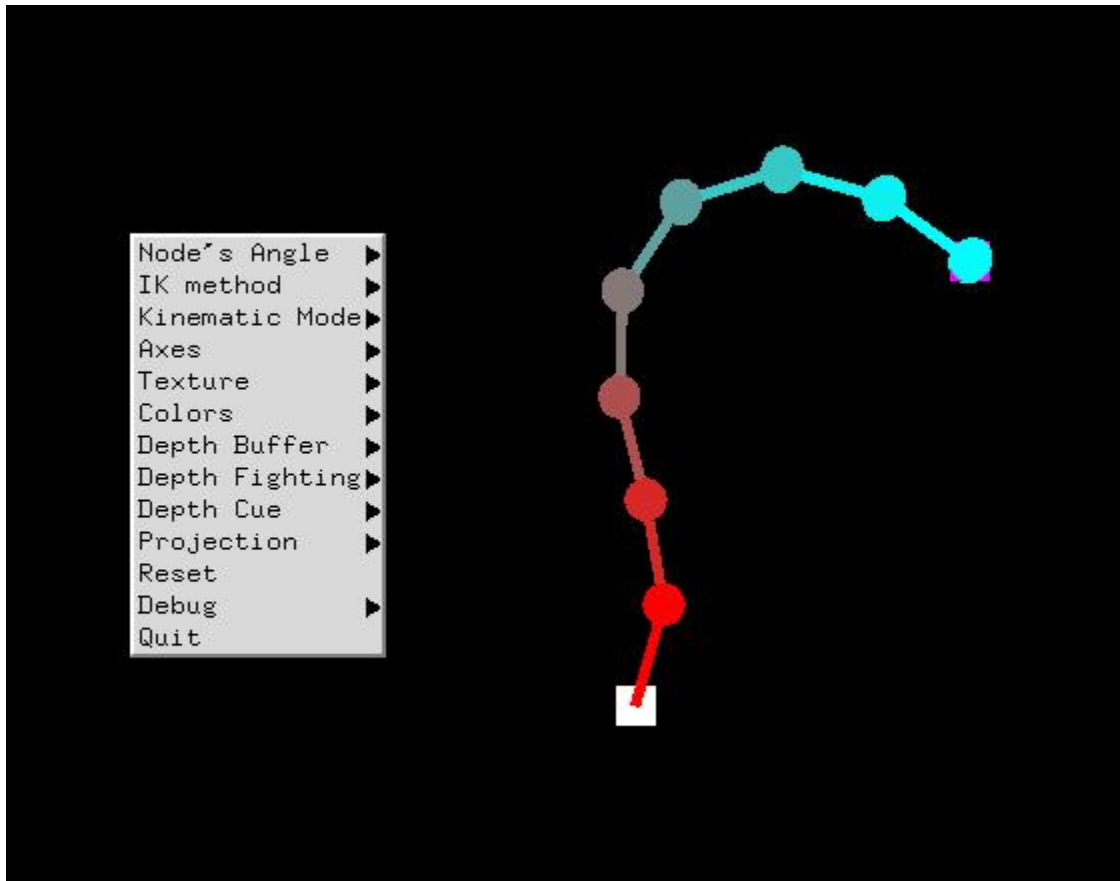 Node's Angle
IK method
Kinematic Mode
Axes
Texture
Colors
Depth Buffer
Depth Fighting
Depth Cue
Projection
Reset
Debug
Quit